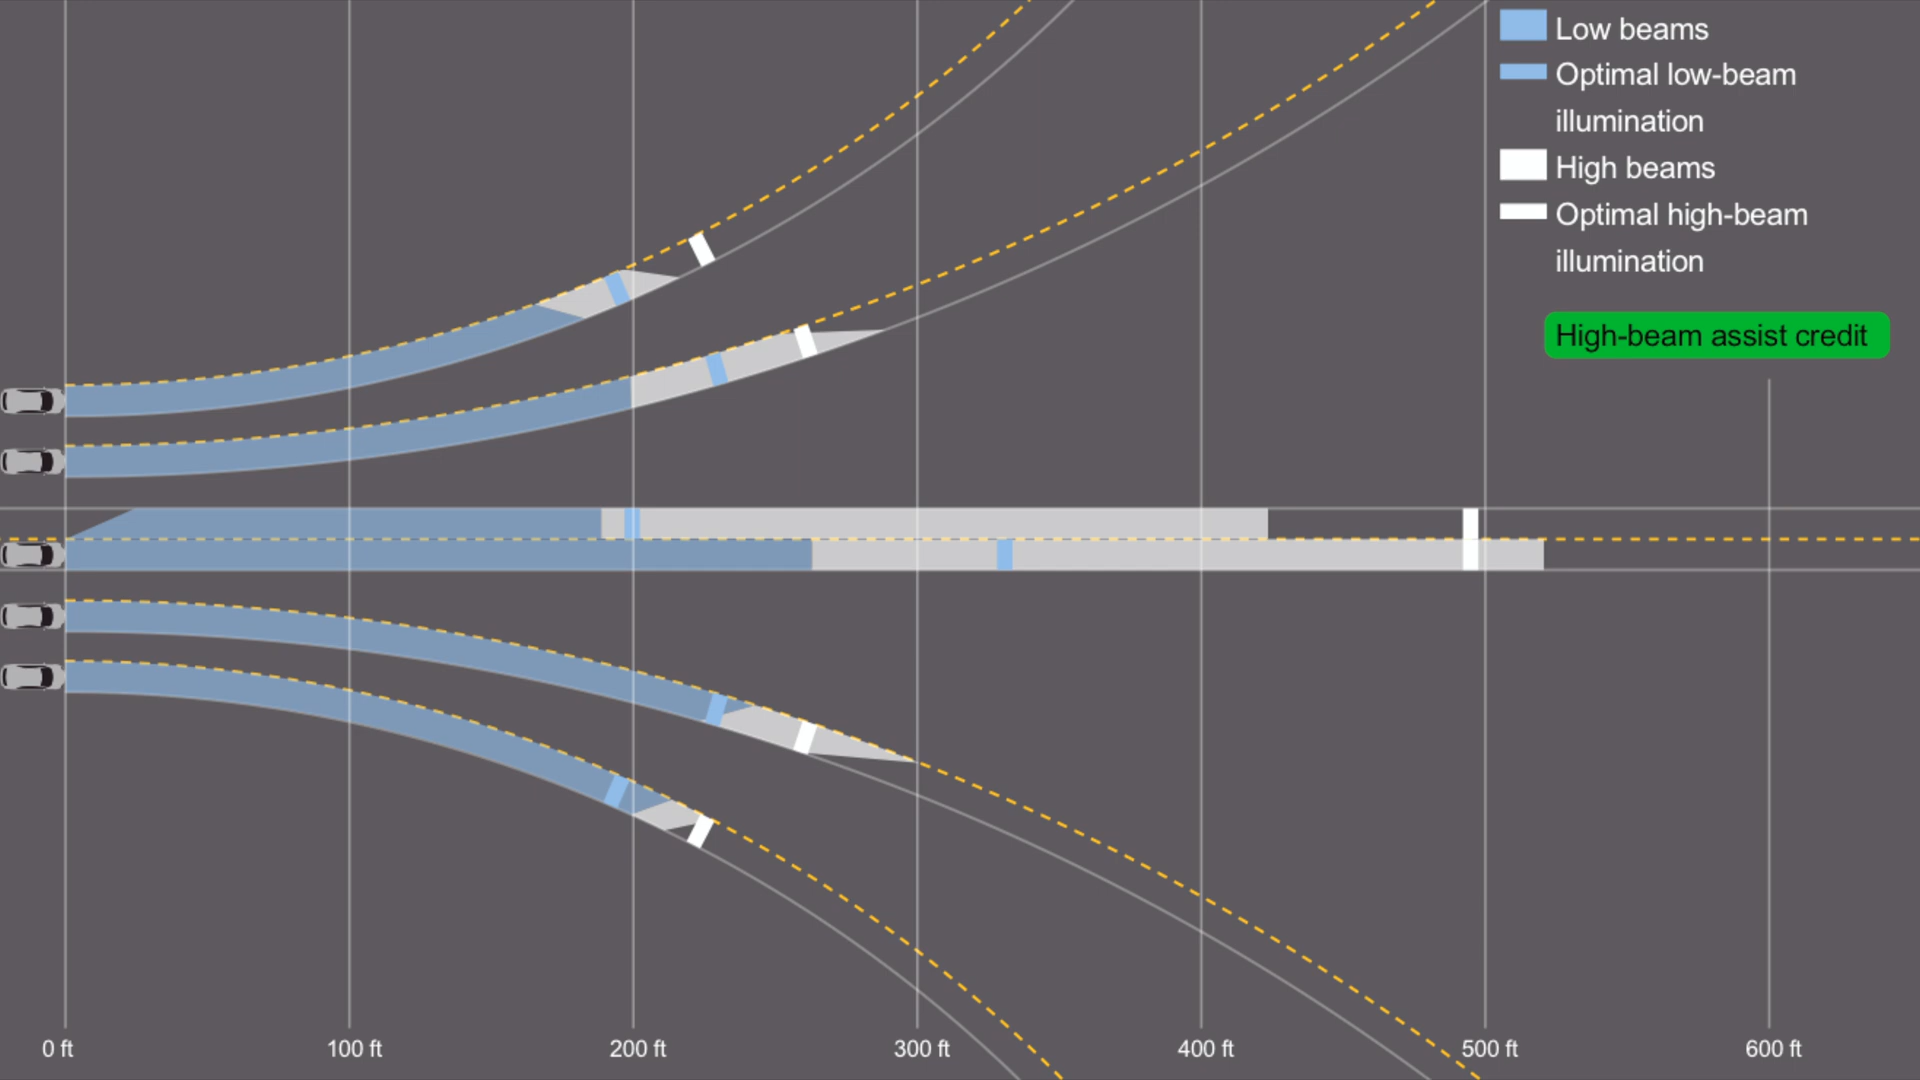 Low beams
Optimal low-beam
illumination
High beams
Optimal high-beam
illumination
High-beam assist credit
0 ft 100 ft 200 ft 300 ft 400 ft 500 ft 600 ft